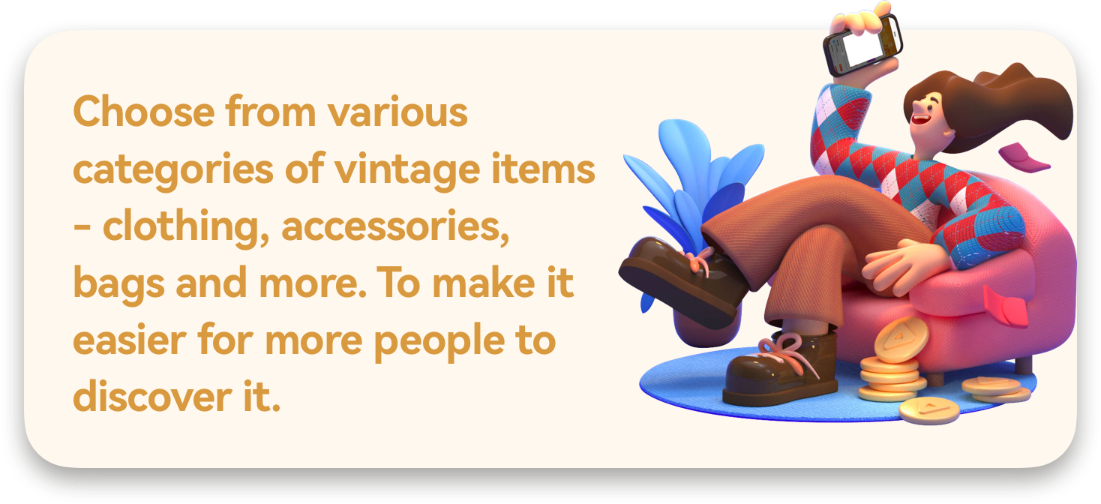 Choose from various
categories of vintage items
- clothing, accessories,
bags and more. To make it
easier for more people to
discover it.